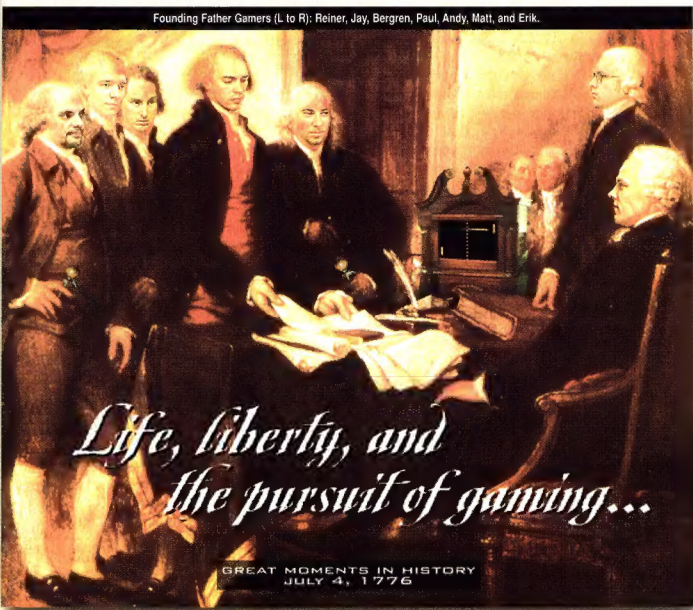 Founding Father Gamers (L to R): Reiner, Jay, Bergren, Paul, Andy, Matt, and Erik.
Life, liberty, and
the pursuit of gaming...
GREAT MOMENTS IN HISTORY
JULY 4, 1776